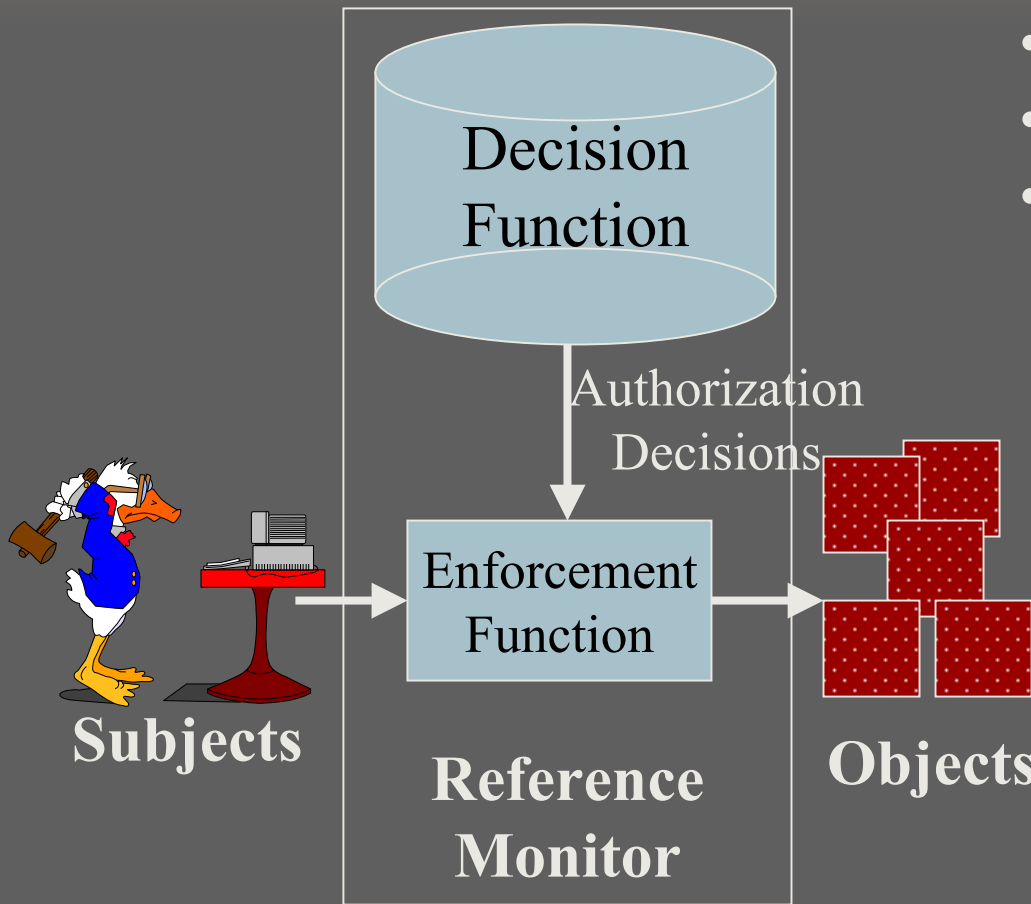 Decision
Function
Authorization
Decisions
Enforcement
Function
Subjects
Reference
Monitor
Objects